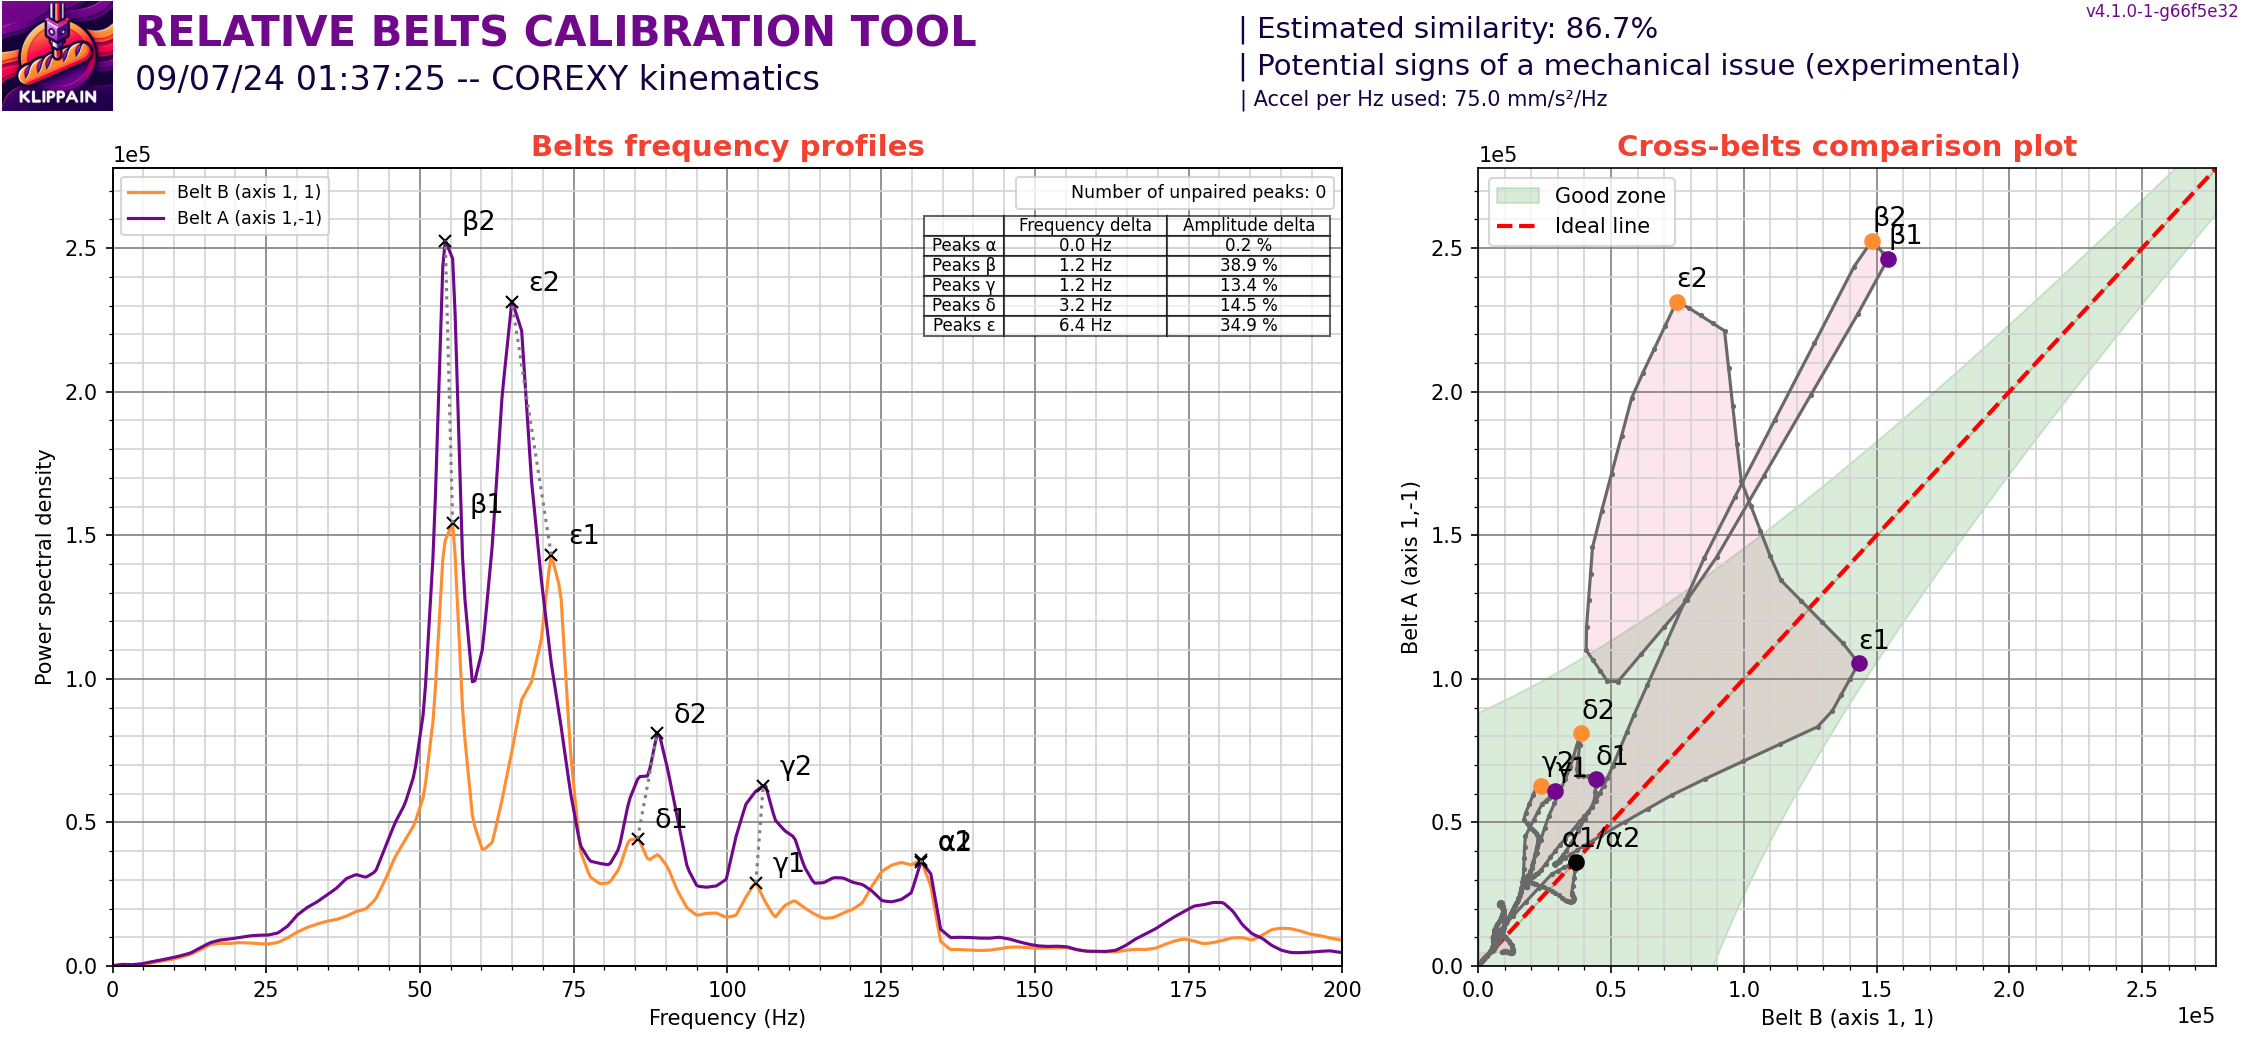 KLIPPAIN
RELATIVE BELTS CALIBRATION TOOL
09/07/24 01:37:25 -- COREXY kinematics
| Estimated similarity: 86.7%
| Potential signs of a mechanical issue (experimental)
| Accel per Hz used: 75.0 mm/s²/Hz
v4.1.0-1-g66f5e32
Belts frequency profiles
1e5
Belt B (axis 1, 1)
Belt A (axis 1,-1)
Number of unpaired peaks: 0
Frequency delta Amplitude delta
Peaks α 0.0 Hz 0.2 %
Peaks β 1.2 Hz 38.9 %
Peaks γ 1.2 Hz 13.4 %
Peaks δ 3.2 Hz 14.5 %
Peaks ε 6.4 Hz 34.9 %
β2
ε2
β1
ε1
δ2
γ2
δ1
γ1
2.5
2.0
1.5
1.0
0.5
0.0
Power spectral density
0 25 50 75 100 125 150 175 200
Frequency (Hz)
Cross-belts comparison plot
1e5
Good zone
Ideal line
β2
β1
ε2
ε1
δ2
δ1
γ2
γ1
α1/α2
2.5
2.0
1.5
1.0
0.5
0.0
Belt A (axis 1,-1)
0.0 0.5 1.0 1.5 2.0 2.5
Belt B (axis 1, 1)
1e5